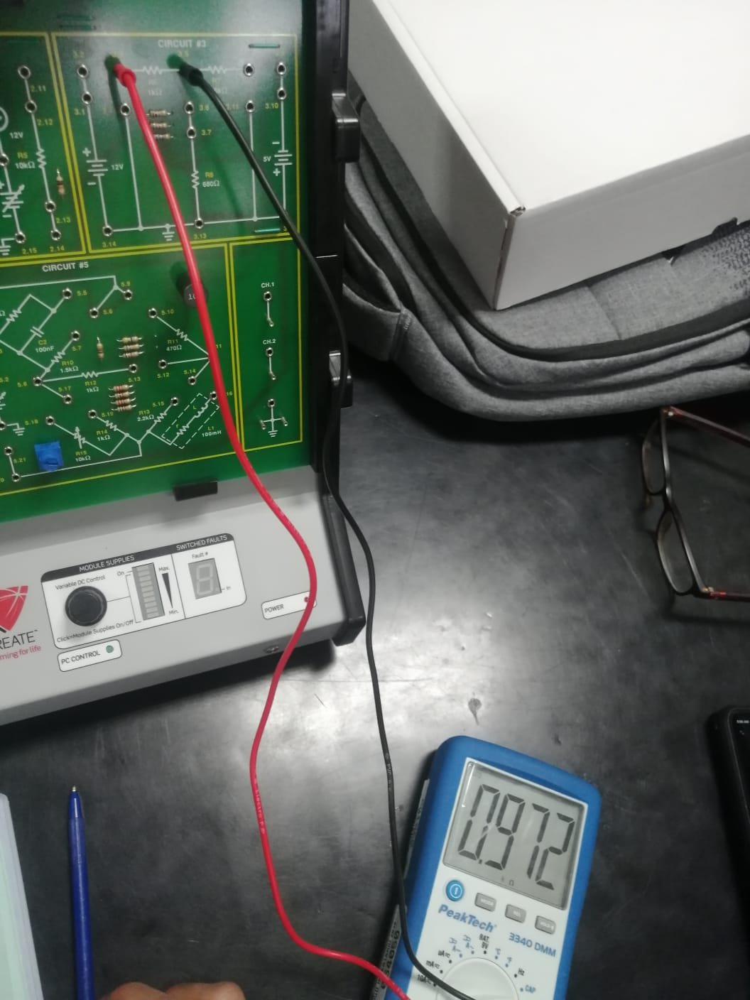 CIRCUIT #3
3.2
3.5
2.11
1kΩ
3.1
3.6
3.10
2.12
3.7
12V
R5
10kΩ
12V
R8
680Ω
5V
2.13
3.13
3.14
2.15
2.14
CIRCUIT #5
5.5
5.9
5.6
5.10
CH.1
C2
100nF
5.7
R11
470Ω
R10
1.5kΩ
CH.2
5.12
5.14
R12
1kΩ
5.13
5.17
5.15
R13
2.2kΩ
R14
1kΩ
5.18
L
L1
100mH
R15
10kΩ
5.21
MODULE SUPPLIES
SWITCHED FAULTS
Variable DC Control
On
Max.
Fault #
In
Min.
Click=Module Supplies On/Off
POWER
REATE™
ming for life
PC CONTROL
0.972
Ω
PeakTech®
3340 DMM
BAT.
9V
°C
°F
Hz
CAP
µA
mA
10A